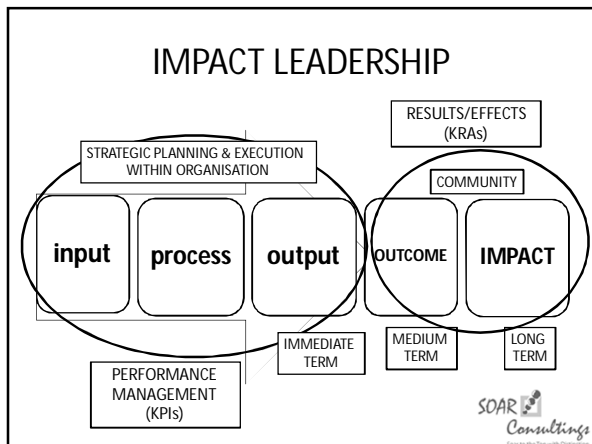 IMPACT LEADERSHIP
RESULTS/EFFECTS
(KRAs)
STRATEGIC PLANNING & EXECUTION
WITHIN ORGANISATION
COMMUNITY
input
process
output
OUTCOME
IMPACT
IMMEDIATE
TERM
MEDIUM
TERM
LONG
TERM
PERFORMANCE
MANAGEMENT
(KPIs)
SOAR
Consultings